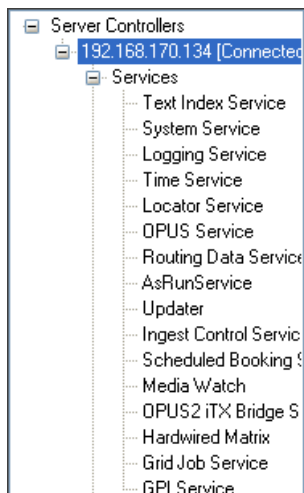 Server Controllers
192.168.170.134 [Connected
Services
Text Index Service
System Service
Logging Service
Time Service
Locator Service
OPUS Service
Routing Data Service
AsRunService
Updater
Ingest Control Servic
Scheduled Booking
Media Watch
OPUS2 iTX Bridge S
Hardwired Matrix
Grid Job Service
GPI Service